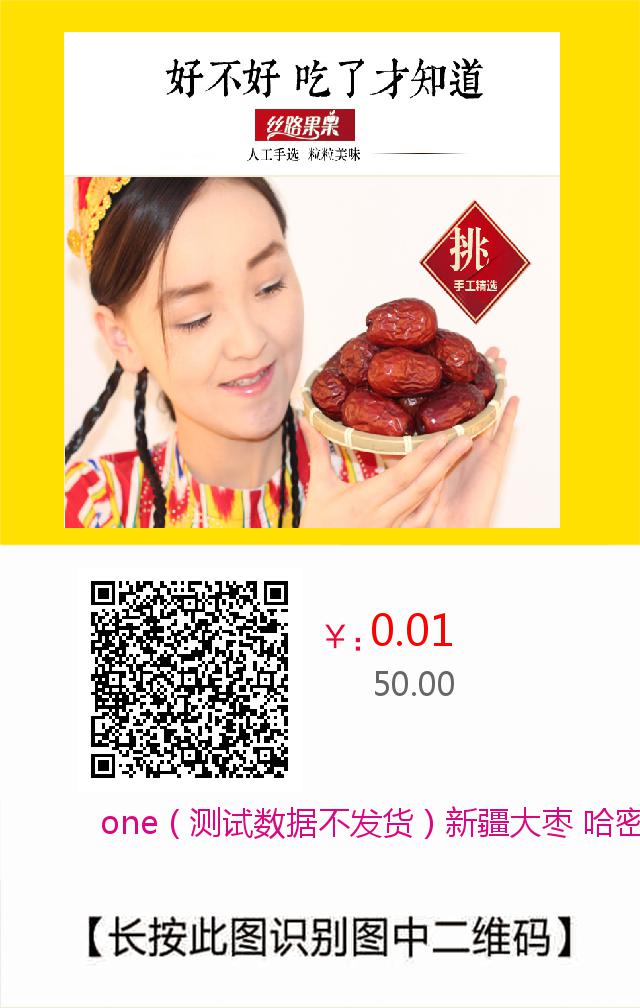 好不好 吃了才知道
丝路果果
人工手选 粒粒美味
挑
手工精选
￥:0.01
50.00
one（测试数据不发货）新疆大枣 哈密
【长按此图识别图中二维码】